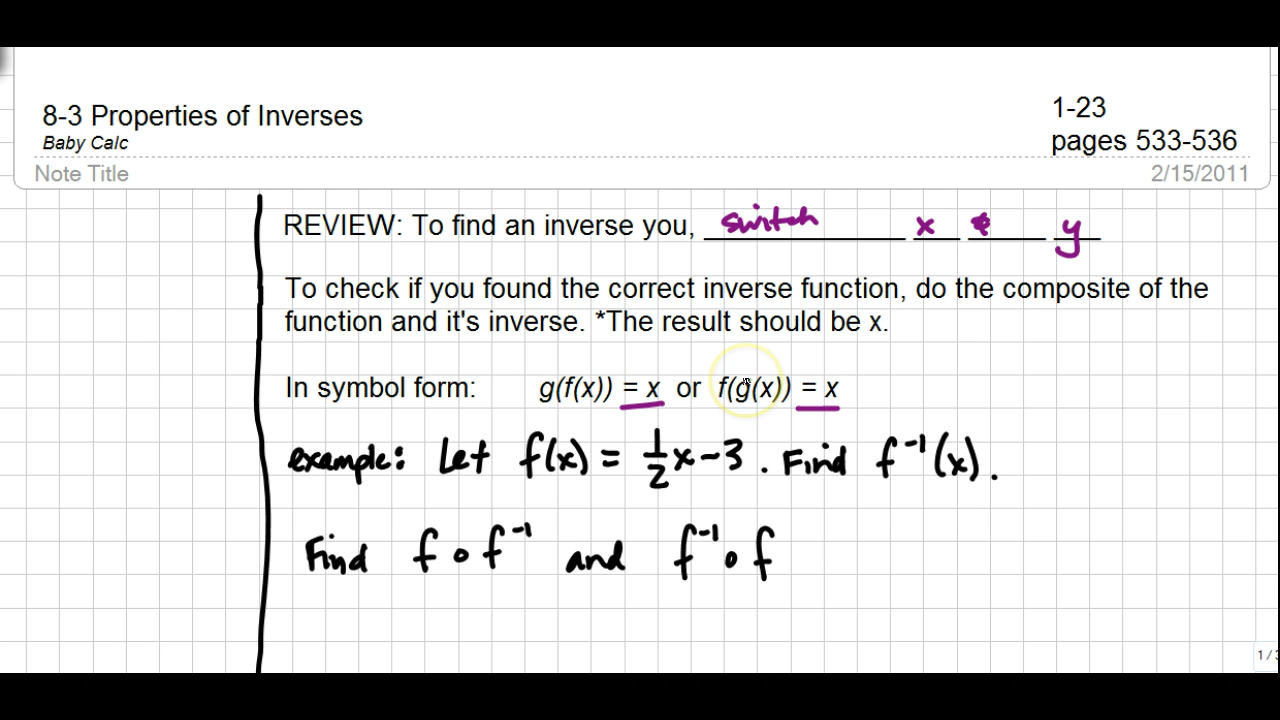 8-3 Properties of Inverses
1-23
Baby Calc
pages 533-536
Note Title
2/15/2011
REVIEW: To find an inverse you, switch x & y
To check if you found the correct inverse function, do the composite of the
function and it's inverse. *The result should be x.
In symbol form: g(f(x)) = x or f(g(x)) = x
example: Let f(x) = 1/2 x - 3. Find f⁻¹(x).
Find f ∘ f⁻¹ and f⁻¹ ∘ f